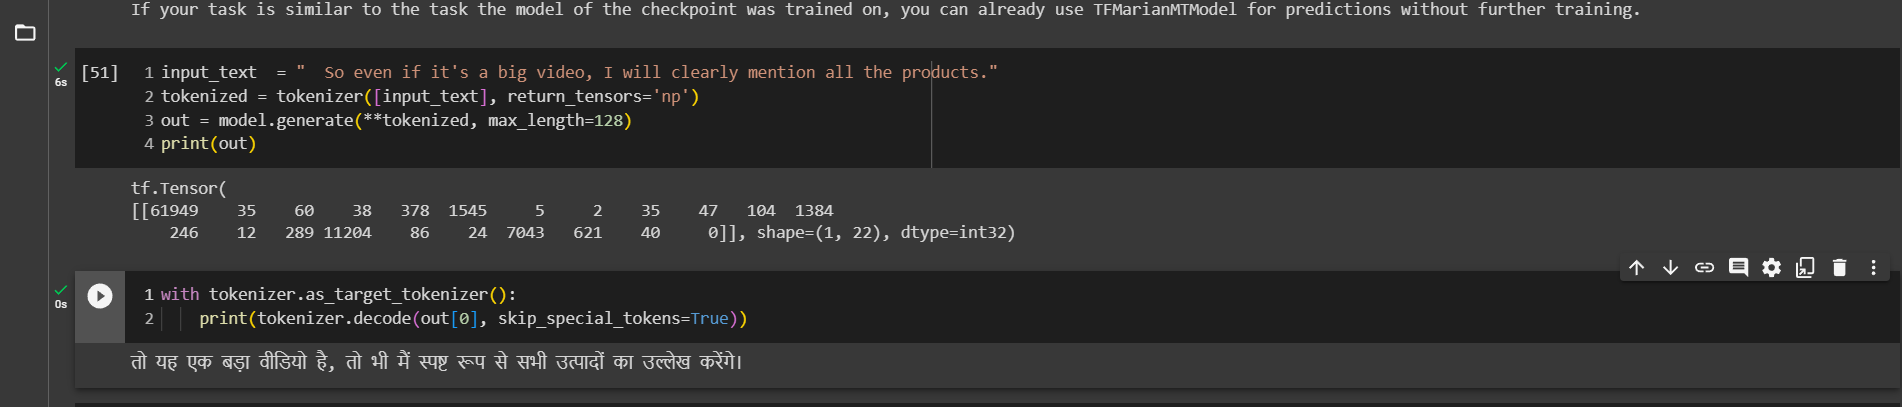 If your task is similar to the task the model of the checkpoint was trained on, you can already use TFMarianMTModel for predictions without further training.
6s
[51]
1 input_text  = "  So even if it's a big video, I will clearly mention all the products."
2 tokenized = tokenizer([input_text], return_tensors='np')
3 out = model.generate(**tokenized, max_length=128)
4 print(out)
tf.Tensor(
[[61949    35    60    38   378  1545     5     2    35    47   104  1384
    246    12   289 11204    86    24  7043   621    40     0]], shape=(1, 22), dtype=int32)
0s
1 with tokenizer.as_target_tokenizer():
2     print(tokenizer.decode(out[0], skip_special_tokens=True))
तो यह एक बड़ा वीडियो है, तो भी मैं स्पष्ट रूप से सभी उत्पादों का उल्लेख करेंगे।